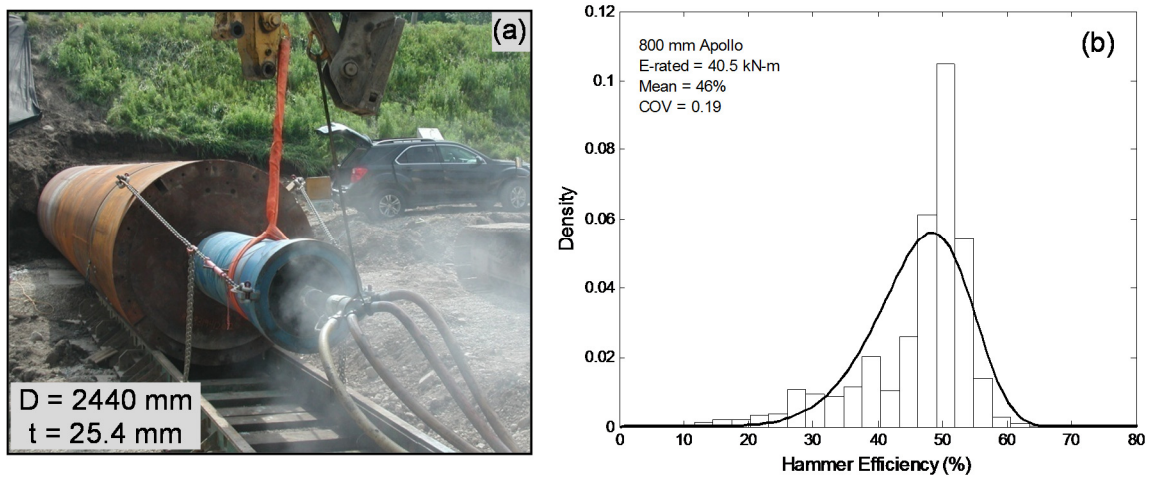 (a)
D = 2440 mm
t = 25.4 mm
(b)
800 mm Apollo
E-rated = 40.5 kN-m
Mean = 46%
COV = 0.19
0.12
0.1
0.08
0.06
0.04
0.02
0
Density
0 10 20 30 40 50 60 70 80
Hammer Efficiency (%)